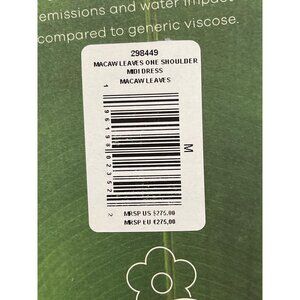 emissions and water impact
compared to generic viscose.
298449
MACAW LEAVES ONE SHOULDER
MIDI DRESS
MACAW LEAVES
M
MRSP US $275,00
MRSP EU €275,00